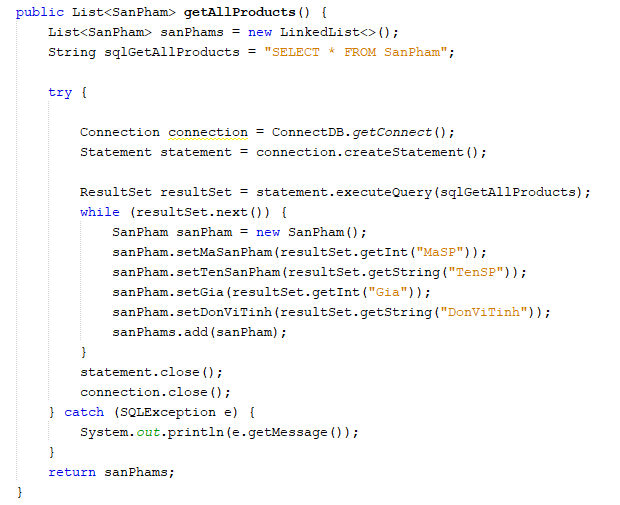 public List<SanPham> getAllProducts() {
List<SanPham> sanPhams = new LinkedList<>();
String sqlGetAllProducts = "SELECT * FROM SanPham";
try {
Connection connection = ConnectDB.getConnect();
Statement statement = connection.createStatement();
ResultSet resultSet = statement.executeQuery(sqlGetAllProducts);
while (resultSet.next()) {
SanPham sanPham = new SanPham();
sanPham.setMaSanPham(resultSet.getInt("MaSP"));
sanPham.setTenSanPham(resultSet.getString("TenSP"));
sanPham.setGia(resultSet.getInt("Gia"));
sanPham.setDonViTinh(resultSet.getString("DonViTinh"));
sanPhams.add(sanPham);
}
statement.close();
connection.close();
} catch (SQLException e) {
System.out.println(e.getMessage());
}
return sanPhams;
}